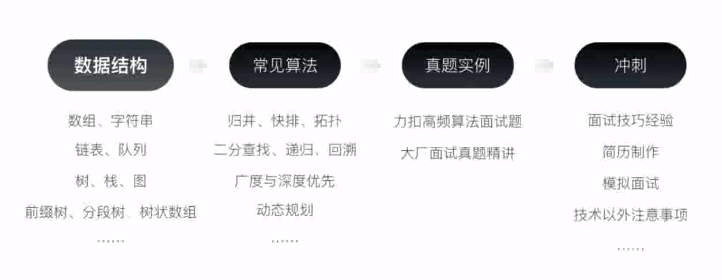 数据结构
数组、字符串
链表、队列
树、栈、图
前缀树、分段树、树状数组
......
常见算法
归并、快排、拓扑
二分查找、递归、回溯
广度与深度优先
动态规划
......
真题实例
力扣高频算法面试题
大厂面试真题精讲
冲刺
面试技巧经验
简历制作
模拟面试
技术以外注意事项
......